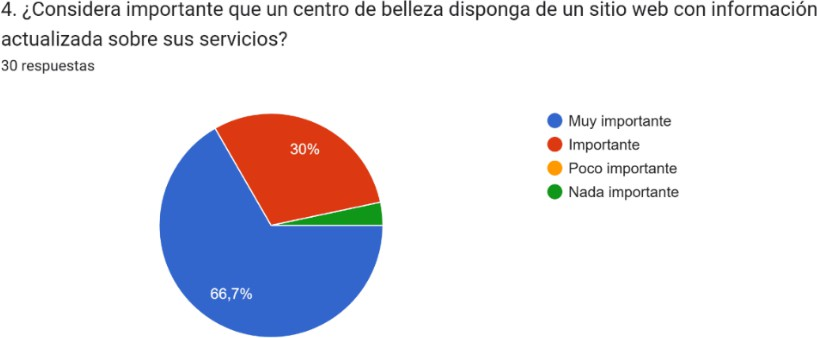 4. ¿Considera importante que un centro de belleza disponga de un sitio web con información
actualizada sobre sus servicios?
30 respuestas
30%
66,7%
Muy importante
Importante
Poco importante
Nada importante